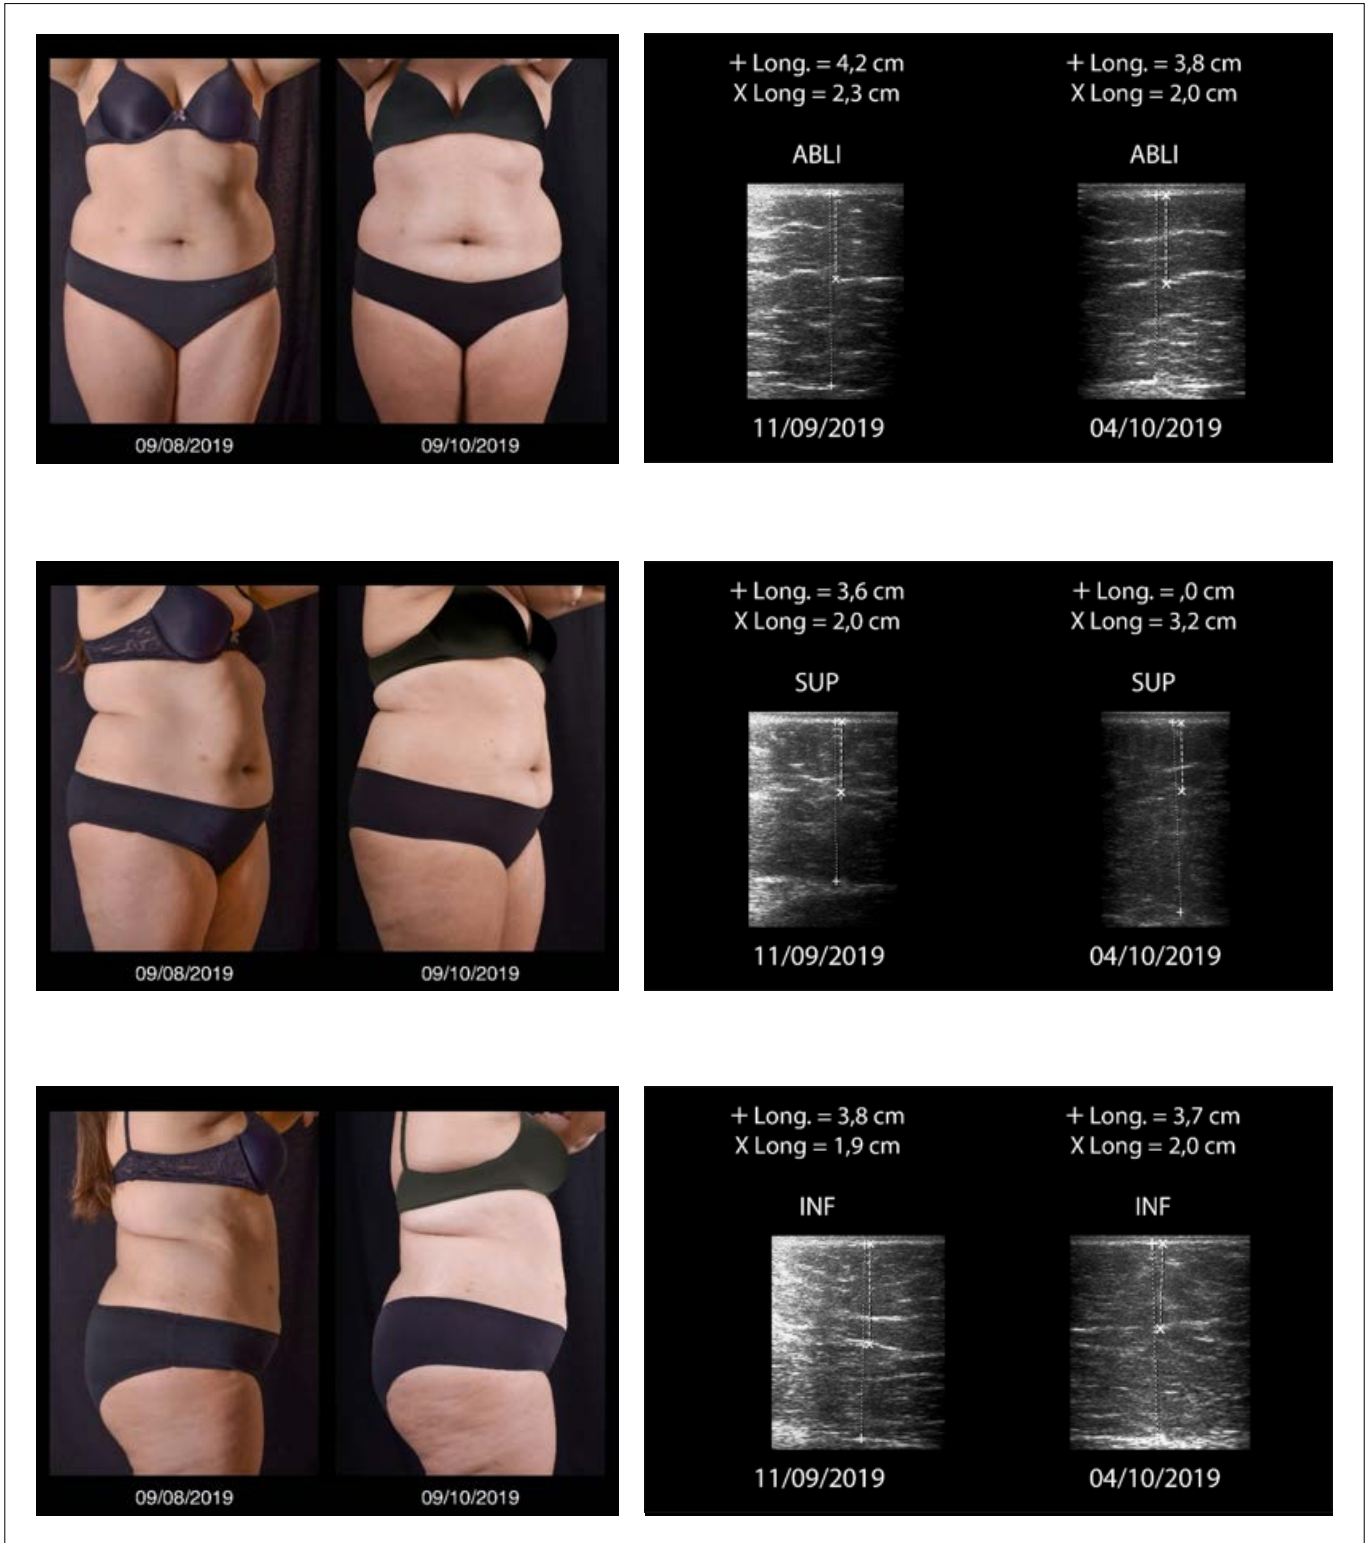 09/08/2019
09/10/2019
+ Long. = 4,2 cm
X Long = 2,3 cm
ABLI
11/09/2019
+ Long. = 3,8 cm
X Long = 2,0 cm
ABLI
04/10/2019
09/08/2019
09/10/2019
+ Long. = 3,6 cm
X Long = 2,0 cm
SUP
11/09/2019
+ Long. = ,0 cm
X Long = 3,2 cm
SUP
04/10/2019
09/08/2019
09/10/2019
+ Long. = 3,8 cm
X Long = 1,9 cm
INF
11/09/2019
+ Long. = 3,7 cm
X Long = 2,0 cm
INF
04/10/2019